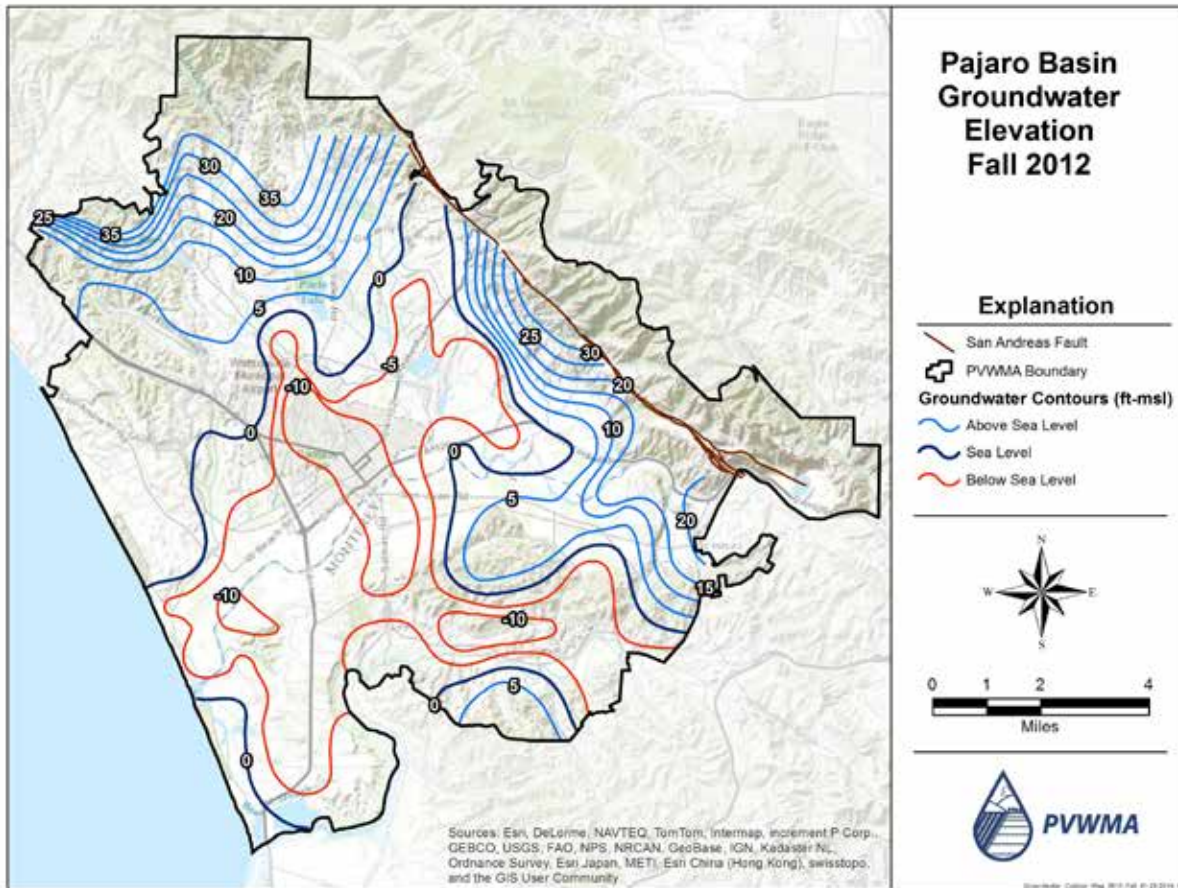 Pajaro Basin
Groundwater
Elevation
Fall 2012
Explanation
San Andreas Fault
PVWMA Boundary
Groundwater Contours (ft-msl)
Above Sea Level
Sea Level
Below Sea Level
N
W E
S
0 1 2 4
Miles
PVWMA
30
35
25
35
20
10
0
5
-5
25
30
20
-10
10
0
0
5
20
15
-10
-10
5
0
0
MONTEREY
Sources: Esri, DeLorme, NAVTEQ, TomTom, Intermap, increment P Corp.,
GEBCO, USGS, FAO, NPS, NRCAN, GeoBase, IGN, Kadaster NL,
Ordnance Survey, Esri Japan, METI, Esri China (Hong Kong), swisstopo,
and the GIS User Community